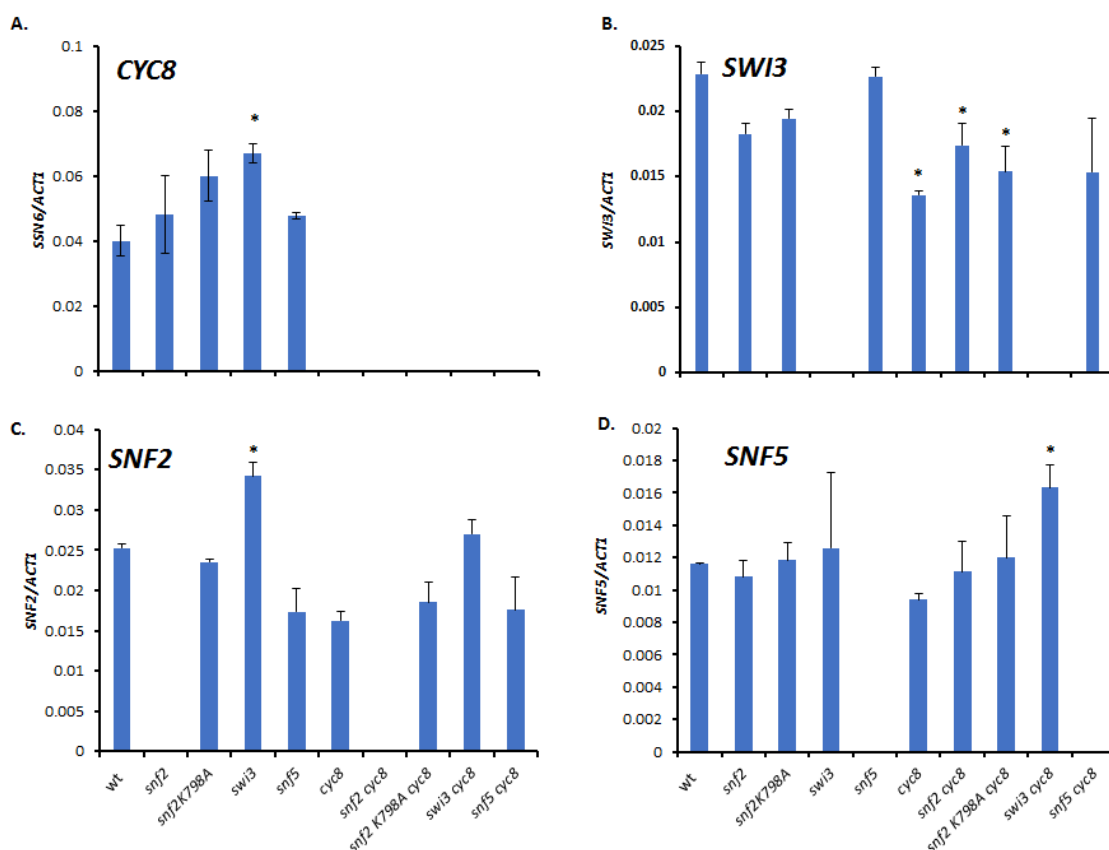 A.
CYC8
0.1
0.08
0.06
0.04
0.02
0
SSN6/ACT1
*
B.
SWI3
0.025
0.02
0.015
0.01
0.005
0
SWI3/ACT1
*
*
*
C.
SNF2
0.04
0.035
0.03
0.025
0.02
0.015
0.01
0.005
0
SNF2/ACT1
*
wt
snf2
snf2K798A
swi3
snf5
cyc8
snf2 cyc8
snf2 K798A cyc8
swi3 cyc8
snf5 cyc8
D.
SNF5
0.02
0.018
0.016
0.014
0.012
0.01
0.008
0.006
0.004
0.002
0
SNF5/ACT1
*
wt
snf2
snf2K798A
swi3
snf5
cyc8
snf2 cyc8
snf2 K798A cyc8
swi3 cyc8
snf5 cyc8